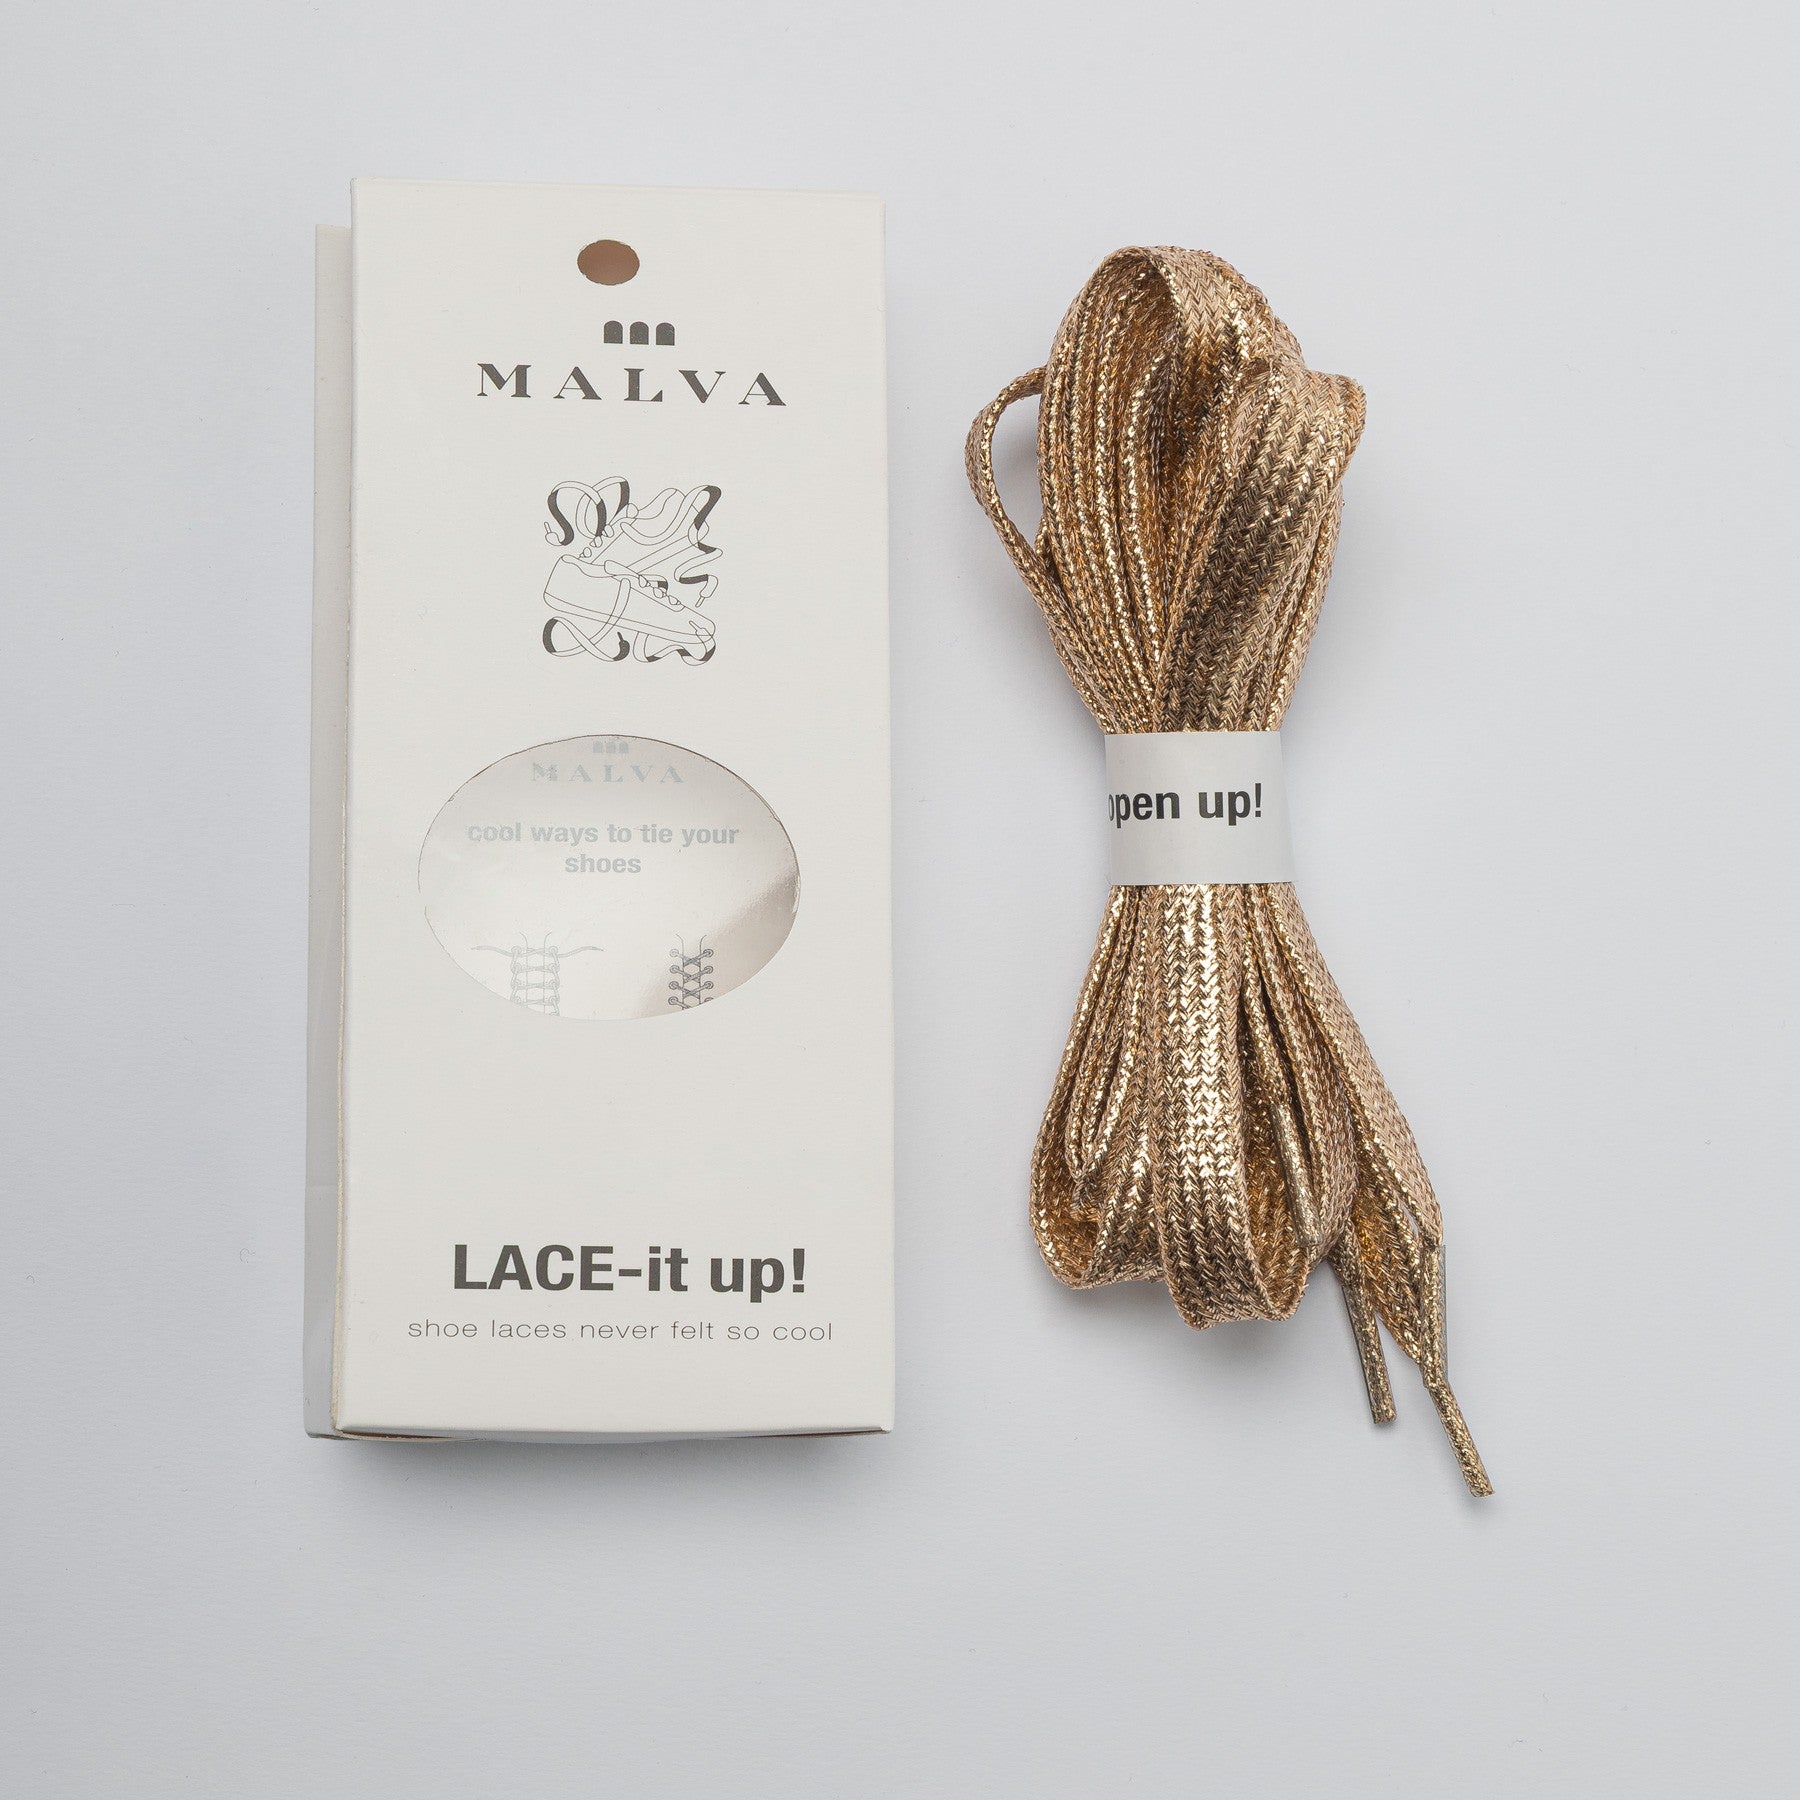 MALVA
MALVA
cool ways to tie your
shoes
LACE-it up!
shoe laces never felt so cool
open up!